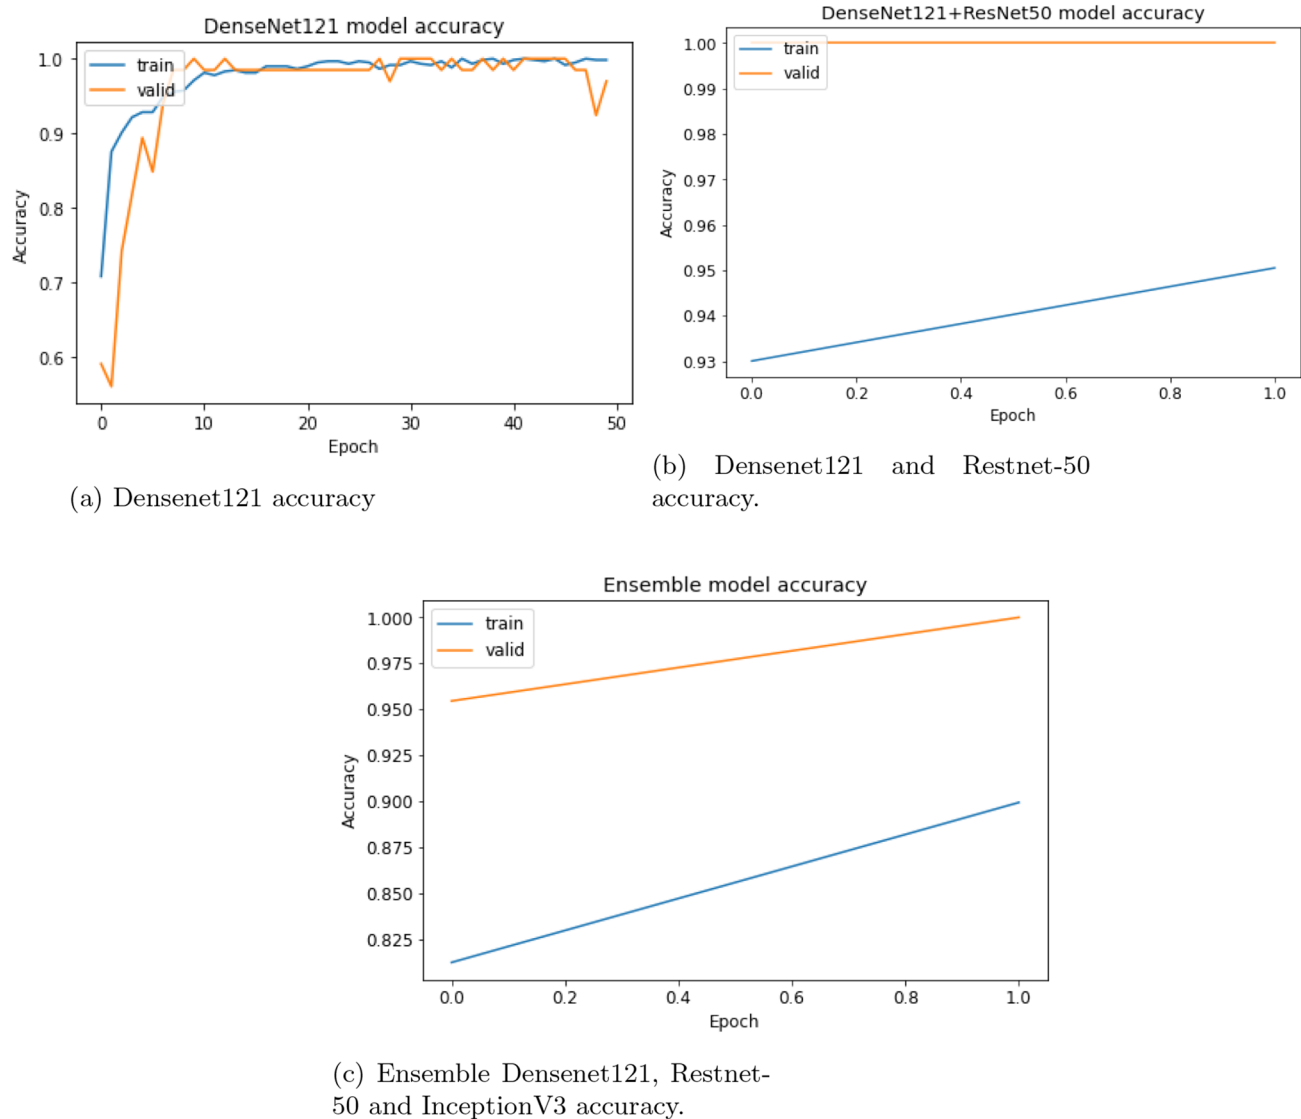 DenseNet121 model accuracy
1.0
0.9
0.8
0.7
0.6
Accuracy
train
valid
0 10 20 30 40 50
Epoch
(a) Densenet121 accuracy
DenseNet121+ResNet50 model accuracy
1.00
0.99
0.98
0.97
0.96
0.95
0.94
0.93
Accuracy
train
valid
0.0 0.2 0.4 0.6 0.8 1.0
Epoch
(b) Densenet121 and Restnet-50
accuracy.
Ensemble model accuracy
1.000
0.975
0.950
0.925
0.900
0.875
0.850
0.825
Accuracy
train
valid
0.0 0.2 0.4 0.6 0.8 1.0
Epoch
(c) Ensemble Densenet121, Restnet-
50 and InceptionV3 accuracy.